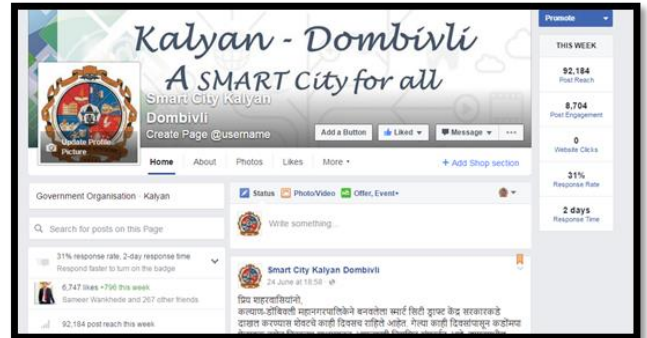 Kalyan - Dombivli
A SMART City for all
Smart City Kalyan
Dombivli
Create Page @username
Update Profile
Picture
Add a Button
Liked
Message
Home
About
Photos
Likes
More
+ Add Shop section
Promote
THIS WEEK
92,184
Post Reach
8,704
Post Engagement
0
Website Clicks
31%
Response Rate
2 days
Response Time
Government Organisation · Kalyan
Search for posts on this Page
31% response rate, 2-day response time
Respond faster to turn on the badge
6,747 likes +796 this week
Sameer Wankhede and 267 other friends
92,184 post reach this week
Status
Photo/Video
Offer, Event+
Write something...
Smart City Kalyan Dombivli
24 June at 18:58
प्रिय शहरवासियांनो,
कल्याण-डोंबिवली महानगरपालिकेने बनवलेला स्मार्ट सिटी ड्राफ्ट केंद्र सरकारकडे
दाखल करण्यास शेवटचे काही दिवसच राहिले आहेत. गेल्या काही दिवसांपासून कडोंमपा